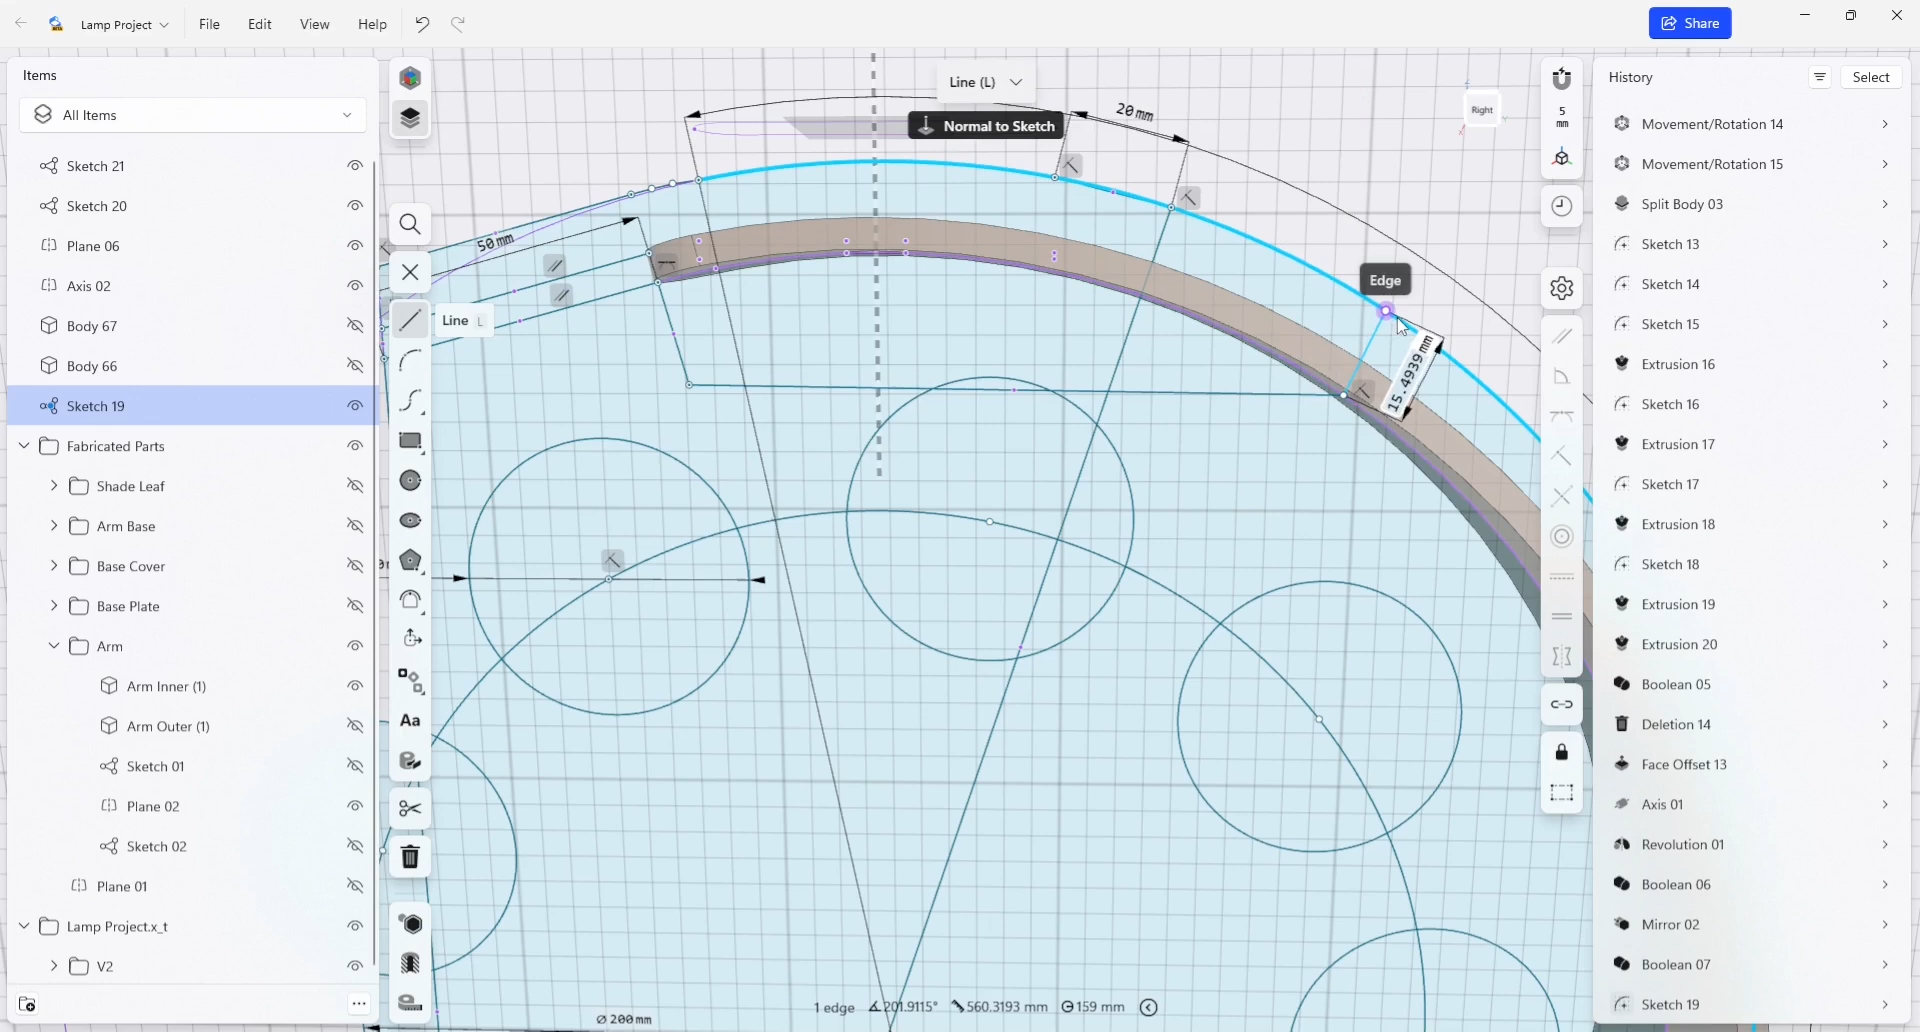 Lamp Project
File
Edit
View
Help
Share
Items
All Items
Sketch 21
Sketch 20
Plane 06
Axis 02
Body 67
Body 66
Sketch 19
Fabricated Parts
Shade Leaf
Arm Base
Base Cover
Base Plate
Arm
Arm Inner (1)
Arm Outer (1)
Sketch 01
Plane 02
Sketch 02
Plane 01
Lamp Project.x_t
V2
Line L
Aa
Line (L)
Normal to Sketch
20 mm
50 mm
Edge
15.4939 mm
Right
Ø 200 mm
1 edge 201.9115° 560.3193 mm 159 mm
5
mm
History
Select
Movement/Rotation 14
Movement/Rotation 15
Split Body 03
Sketch 13
Sketch 14
Sketch 15
Extrusion 16
Sketch 16
Extrusion 17
Sketch 17
Extrusion 18
Sketch 18
Extrusion 19
Extrusion 20
Boolean 05
Deletion 14
Face Offset 13
Axis 01
Revolution 01
Boolean 06
Mirror 02
Boolean 07
Sketch 19